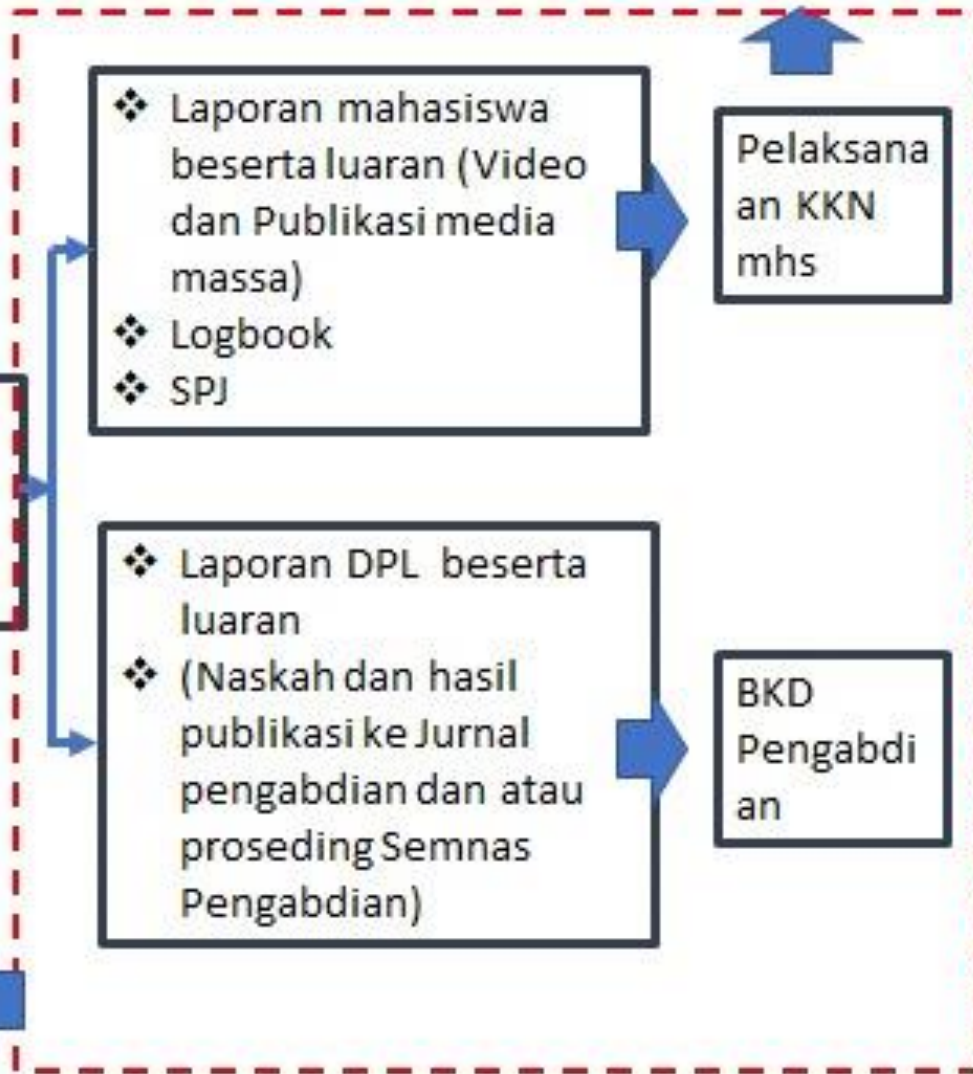 ❖ Laporan mahasiswa
beserta luaran (Video
dan Publikasi media
massa)
❖ Logbook
❖ SPJ
Pelaksana
an KKN
mhs
❖ Laporan DPL beserta
luaran
❖ (Naskah dan hasil
publikasi ke Jurnal
pengabdian dan atau
proseding Semnas
Pengabdian)
BKD
Pengabdi
an